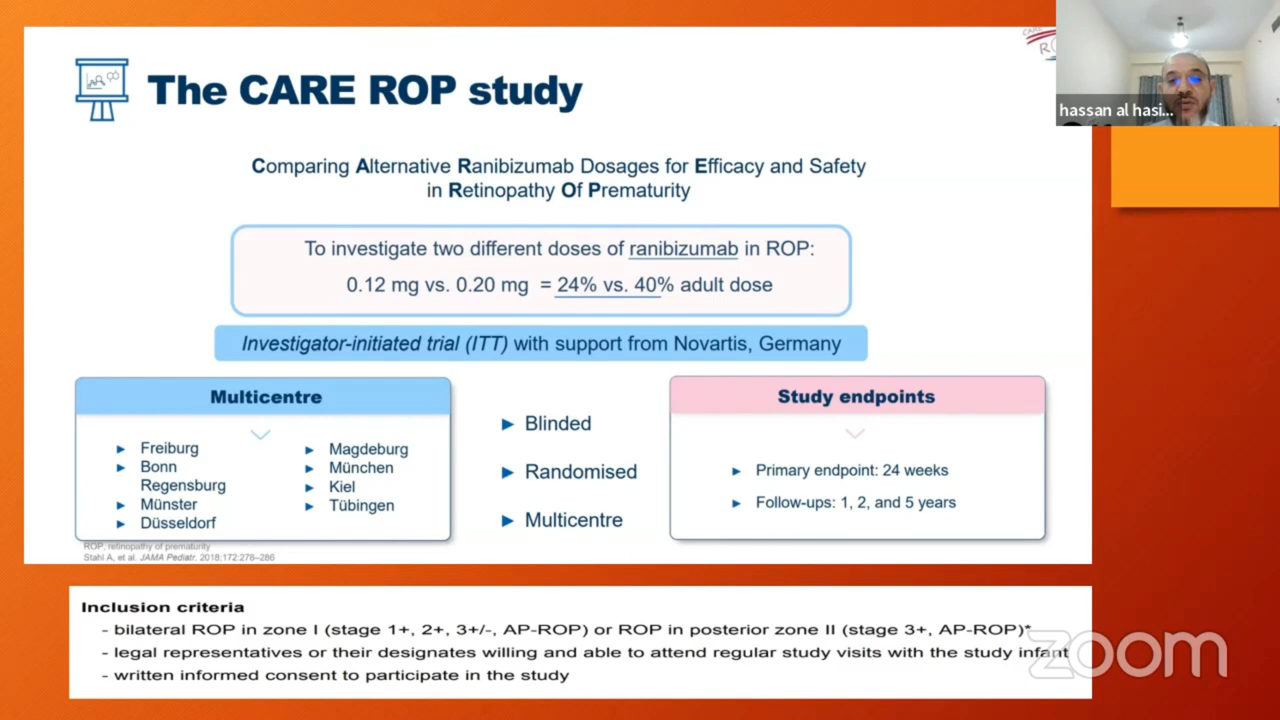 The CARE ROP study
CARE
hassan al hasi...
Comparing Alternative Ranibizumab Dosages for Efficacy and Safety
in Retinopathy Of Prematurity
To investigate two different doses of ranibizumab in ROP:
0.12 mg vs. 0.20 mg = 24% vs. 40% adult dose
Investigator-initiated trial (ITT) with support from Novartis, Germany
Multicentre
Freiburg
Bonn
Regensburg
Münster
Düsseldorf
Magdeburg
München
Kiel
Tübingen
Blinded
Randomised
Multicentre
Study endpoints
Primary endpoint: 24 weeks
Follow-ups: 1, 2, and 5 years
ROP, retinopathy of prematurity
Stahl A, et al. JAMA Pediatr. 2018;172:278–286
Inclusion criteria
- bilateral ROP in zone I (stage 1+, 2+, 3+/-, AP-ROP) or ROP in posterior zone II (stage 3+, AP-ROP)*
- legal representatives or their designates willing and able to attend regular study visits with the study infant
- written informed consent to participate in the study
zoom